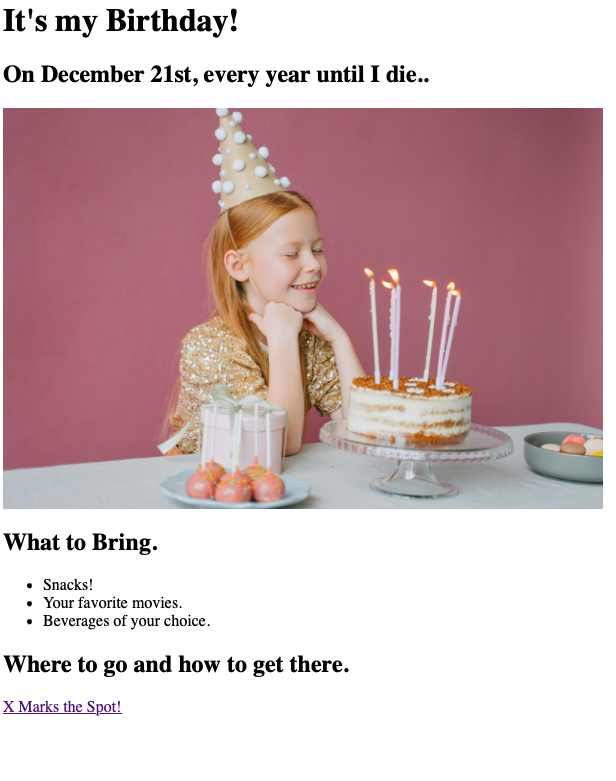 It's my Birthday!
On December 21st, every year until I die..
What to Bring.
Snacks!
Your favorite movies.
Beverages of your choice.
Where to go and how to get there.
X Marks the Spot!